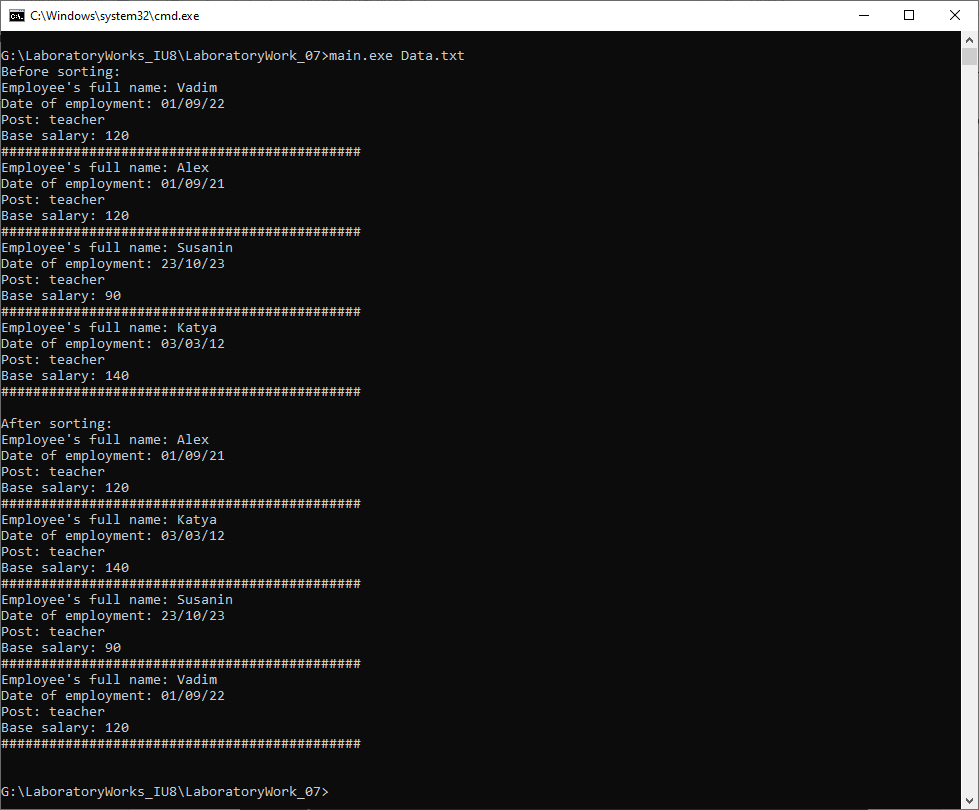 C:\Windows\system32\cmd.exe
G:\LaboratoryWorks_IU8\LaboratoryWork_07>main.exe Data.txt
Before sorting:
Employee's full name: Vadim
Date of employment: 01/09/22
Post: teacher
Base salary: 120
#############################################
Employee's full name: Alex
Date of employment: 01/09/21
Post: teacher
Base salary: 120
#############################################
Employee's full name: Susanin
Date of employment: 23/10/23
Post: teacher
Base salary: 90
#############################################
Employee's full name: Katya
Date of employment: 03/03/12
Post: teacher
Base salary: 140
#############################################
After sorting:
Employee's full name: Alex
Date of employment: 01/09/21
Post: teacher
Base salary: 120
#############################################
Employee's full name: Katya
Date of employment: 03/03/12
Post: teacher
Base salary: 140
#############################################
Employee's full name: Susanin
Date of employment: 23/10/23
Post: teacher
Base salary: 90
#############################################
Employee's full name: Vadim
Date of employment: 01/09/22
Post: teacher
Base salary: 120
#############################################
G:\LaboratoryWorks_IU8\LaboratoryWork_07>